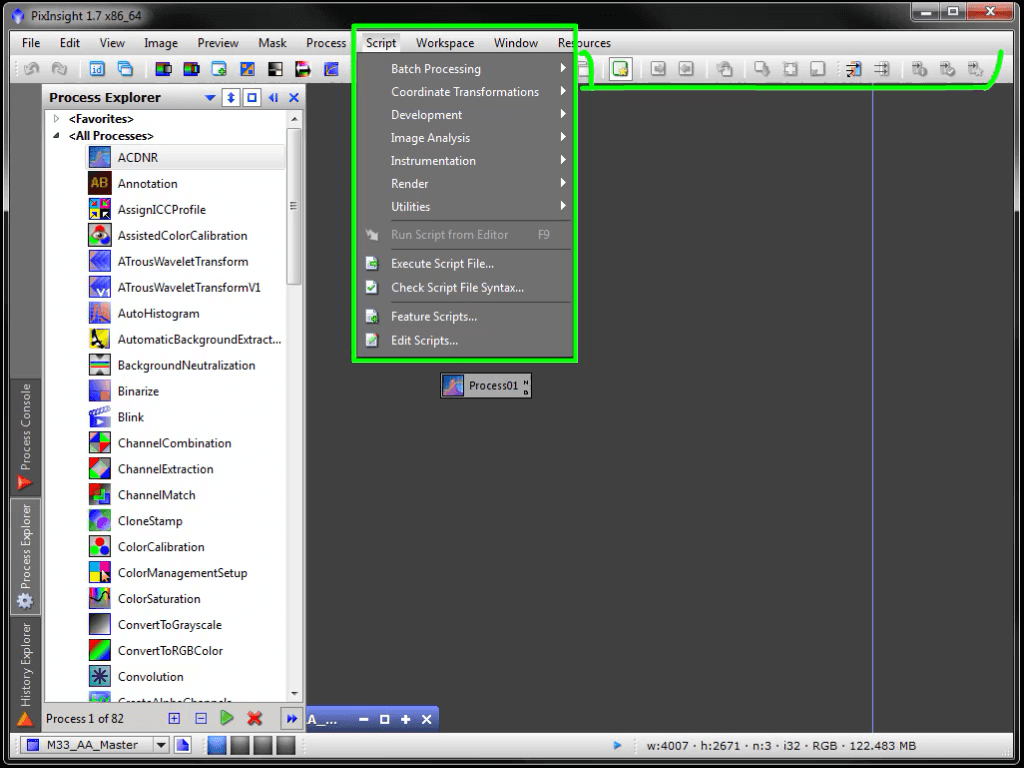 PixInsight 1.7 x86_64
File Edit View Image Preview Mask Process Script Workspace Window Resources
Process Explorer
<Favorites>
<All Processes>
ACDNR
Annotation
AssignICCProfile
AssistedColorCalibration
ATrousWaveletTransform
ATrousWaveletTransformV1
AutoHistogram
AutomaticBackgroundExtract...
BackgroundNeutralization
Binarize
Blink
ChannelCombination
ChannelExtraction
ChannelMatch
CloneStamp
ColorCalibration
ColorManagementSetup
ColorSaturation
ConvertToGrayscale
ConvertToRGBColor
Convolution
CreateAlphaChannels
Process 1 of 82
Batch Processing
Coordinate Transformations
Development
Image Analysis
Instrumentation
Render
Utilities
Run Script from Editor F9
Execute Script File...
Check Script File Syntax...
Feature Scripts...
Edit Scripts...
Process01 N D
Process Console
Process Explorer
History Explorer
A_...
M33_AA_Master
w:4007 · h:2671 · n:3 · i32 · RGB · 122.483 MB